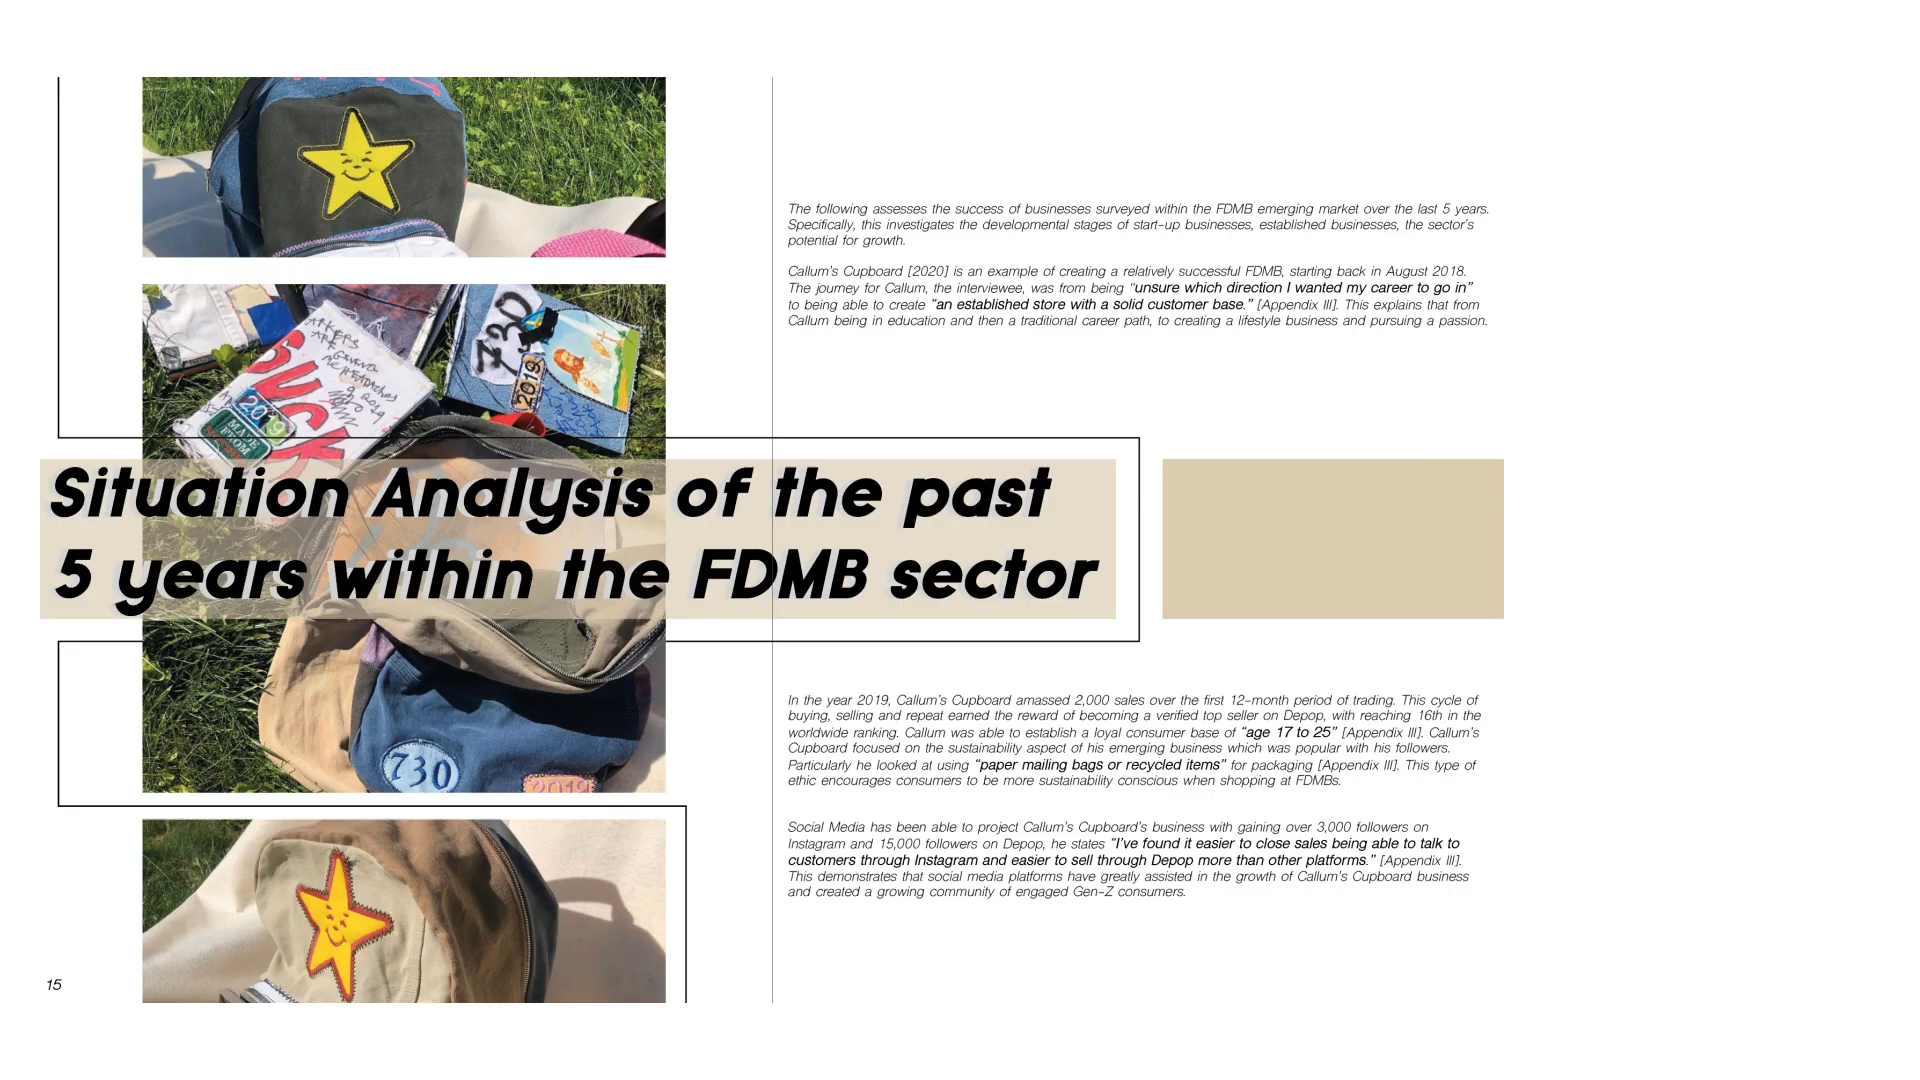 SUCK
2019
MADE
FROM
730
2019
Situation Analysis of the past
5 years within the FDMB sector
730
2019
15
The following assesses the success of businesses surveyed within the FDMB emerging market over the last 5 years.
Specifically, this investigates the developmental stages of start-up businesses, established businesses, the sector's
potential for growth.
Callum's Cupboard [2020] is an example of creating a relatively successful FDMB, starting back in August 2018.
The journey for Callum, the interviewee, was from being "unsure which direction I wanted my career to go in"
to being able to create "an established store with a solid customer base." [Appendix III]. This explains that from
Callum being in education and then a traditional career path, to creating a lifestyle business and pursuing a passion.
In the year 2019, Callum's Cupboard amassed 2,000 sales over the first 12-month period of trading. This cycle of
buying, selling and repeat earned the reward of becoming a verified top seller on Depop, with reaching 16th in the
worldwide ranking. Callum was able to establish a loyal consumer base of "age 17 to 25" [Appendix III]. Callum's
Cupboard focused on the sustainability aspect of his emerging business which was popular with his followers.
Particularly he looked at using "paper mailing bags or recycled items" for packaging [Appendix III]. This type of
ethic encourages consumers to be more sustainability conscious when shopping at FDMBs.
Social Media has been able to project Callum's Cupboard's business with gaining over 3,000 followers on
Instagram and 15,000 followers on Depop, he states "I've found it easier to close sales being able to talk to
customers through Instagram and easier to sell through Depop more than other platforms." [Appendix III].
This demonstrates that social media platforms have greatly assisted in the growth of Callum's Cupboard business
and created a growing community of engaged Gen-Z consumers.